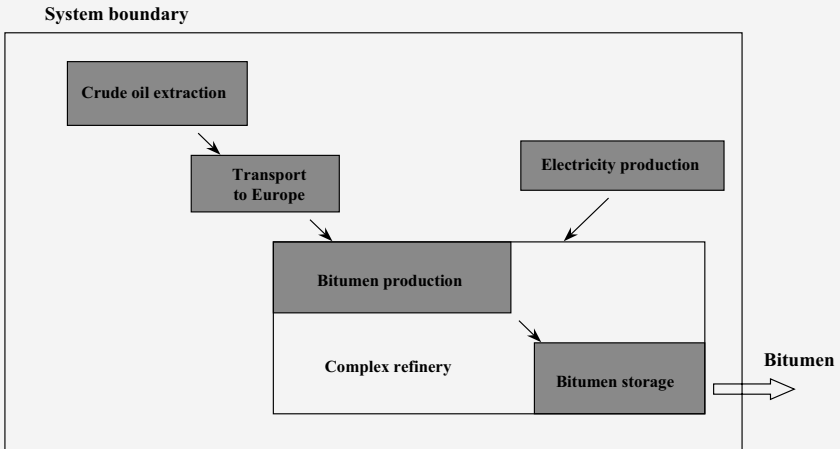 System boundary
Crude oil extraction
Transport
to Europe
Electricity production
Bitumen production
Complex refinery
Bitumen storage
Bitumen